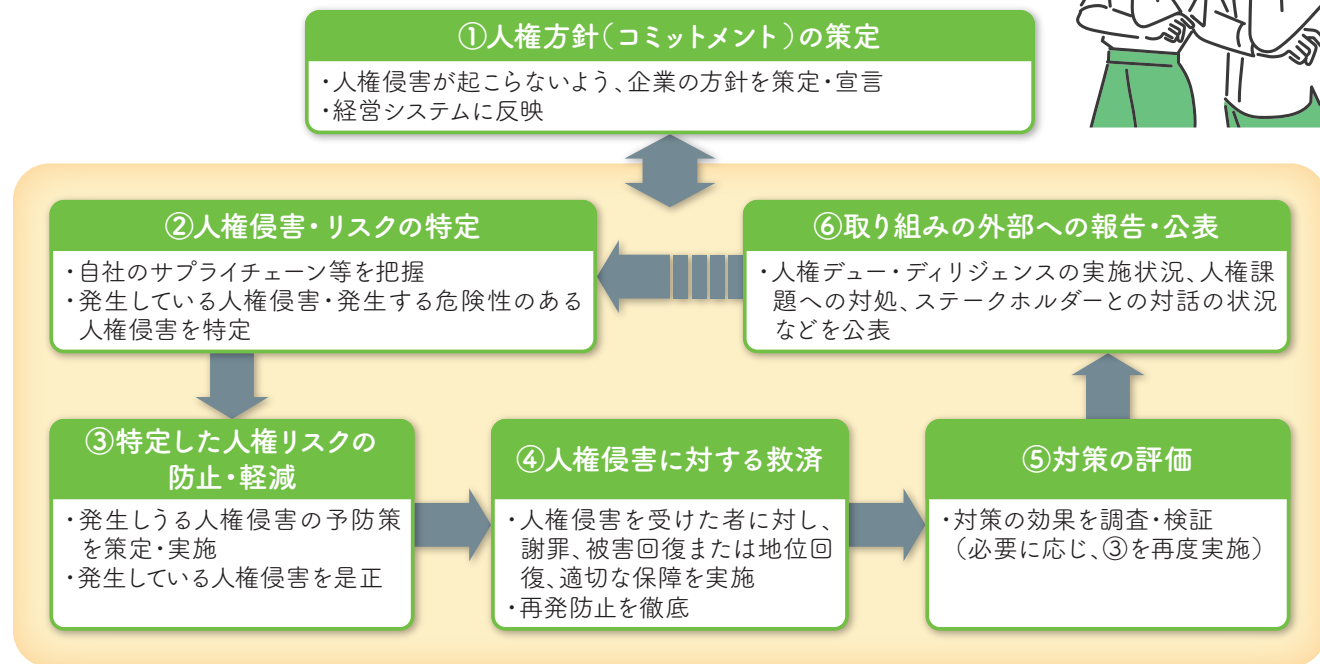 ①人権方針(コミットメント)の策定
・人権侵害が起こらないよう、企業の方針を策定・宣言
・経営システムに反映
②人権侵害・リスクの特定
・自社のサプライチェーン等を把握
・発生している人権侵害・発生する危険性のある
人権侵害を特定
⑥取り組みの外部への報告・公表
・人権デュー・ディリジェンスの実施状況、人権課
題への対処、ステークホルダーとの対話の状況
などを公表
③特定した人権リスクの
防止・軽減
・発生しうる人権侵害の予防策
を策定・実施
・発生している人権侵害を是正
④人権侵害に対する救済
・人権侵害を受けた者に対し、
謝罪、被害回復または地位回
復、適切な保障を実施
・再発防止を徹底
⑤対策の評価
・対策の効果を調査・検証
(必要に応じ、③を再度実施)